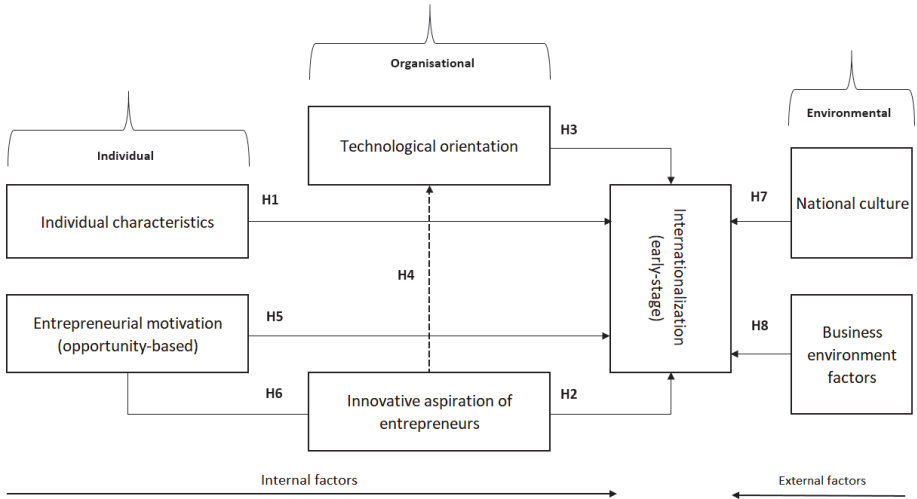 Organisational
Environmental
Individual
Technological orientation
H3
H1
Individual characteristics
H7
National culture
Internationalization
(early-stage)
H4
Entrepreneurial motivation
(opportunity-based)
H5
H8
Business
environment
factors
H6
Innovative aspiration of
entrepreneurs
H2
Internal factors
External factors